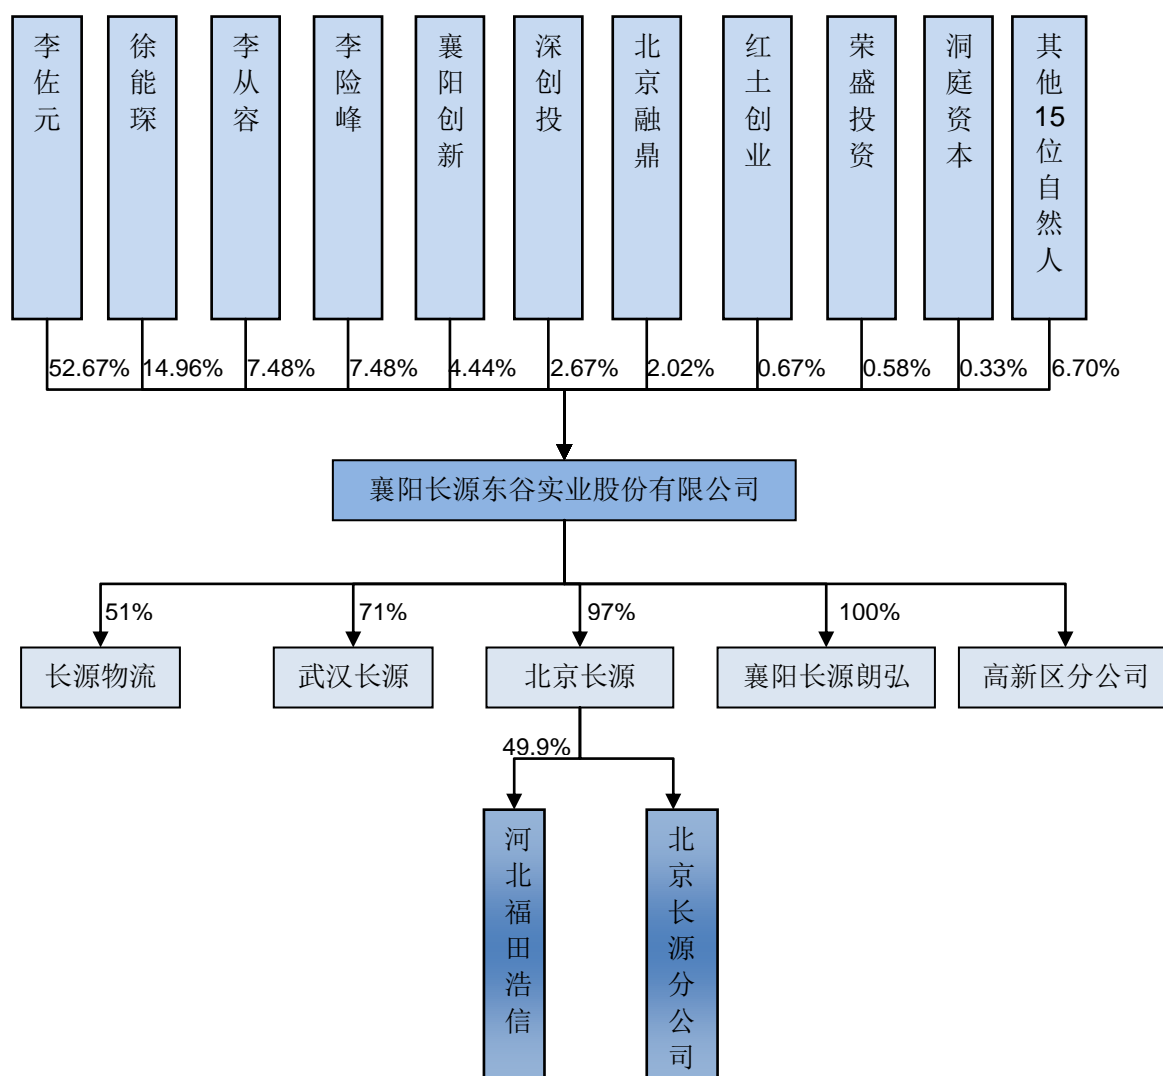 李佐元
徐能琛
李从容
李险峰
襄阳创新
深创投
北京融鼎
红土创业
荣盛投资
洞庭资本
其他15位自然人
52.67%
14.96%
7.48%
7.48%
4.44%
2.67%
2.02%
0.67%
0.58%
0.33%
6.70%
襄阳长源东谷实业股份有限公司
51%
71%
97%
100%
长源物流
武汉长源
北京长源
襄阳长源朗弘
高新区分公司
49.9%
河北福田浩信
北京长源分公司